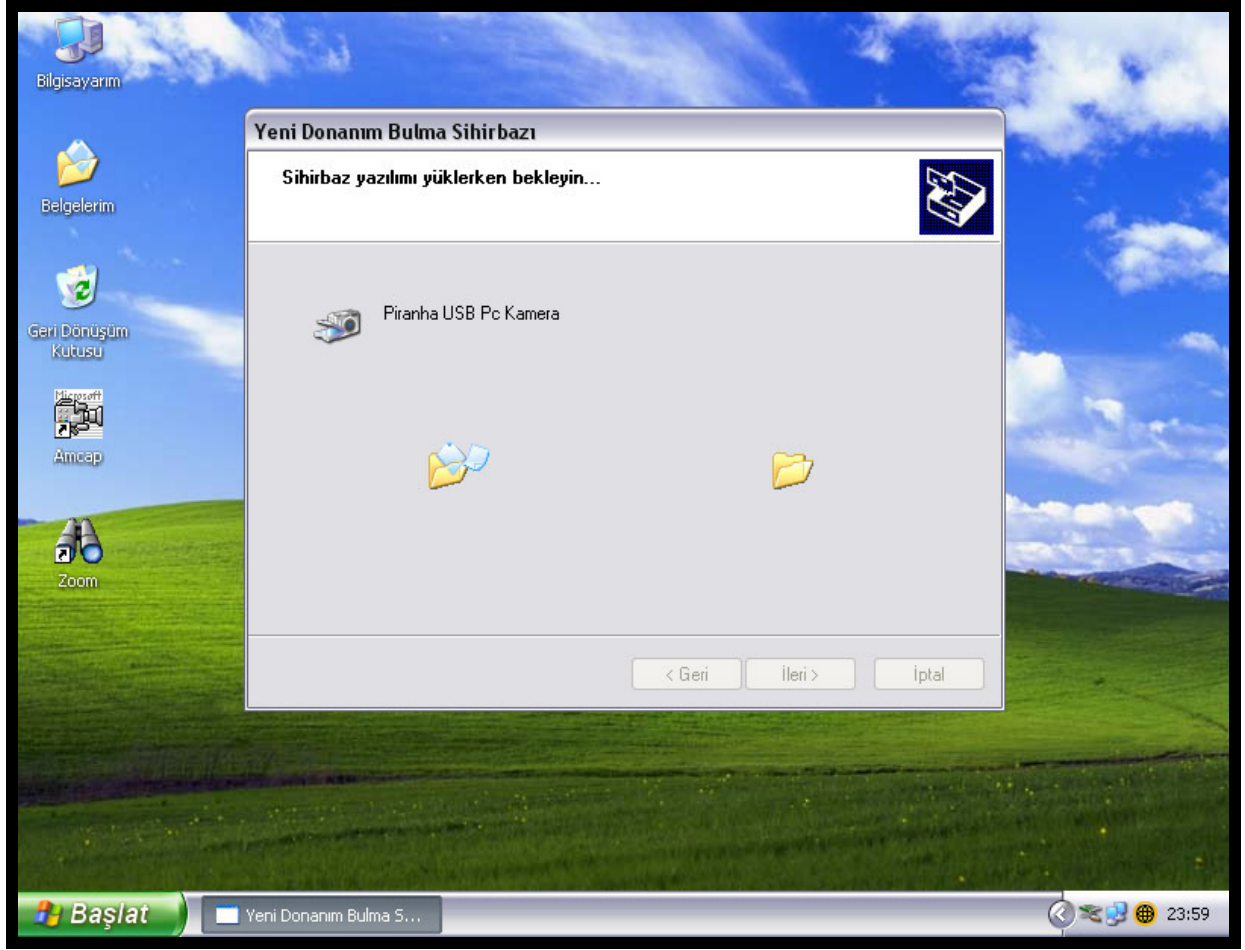 Bilgisayarım
Belgelerim
Geri Dönüşüm
Kutusu
Microsoft
Amcap
Zoom
Yeni Donanım Bulma Sihirbazı
Sihirbaz yazılımı yüklerken bekleyin...
Piranha USB Pc Kamera
< Geri
İleri >
İptal
Başlat
Yeni Donanım Bulma S...
23:59